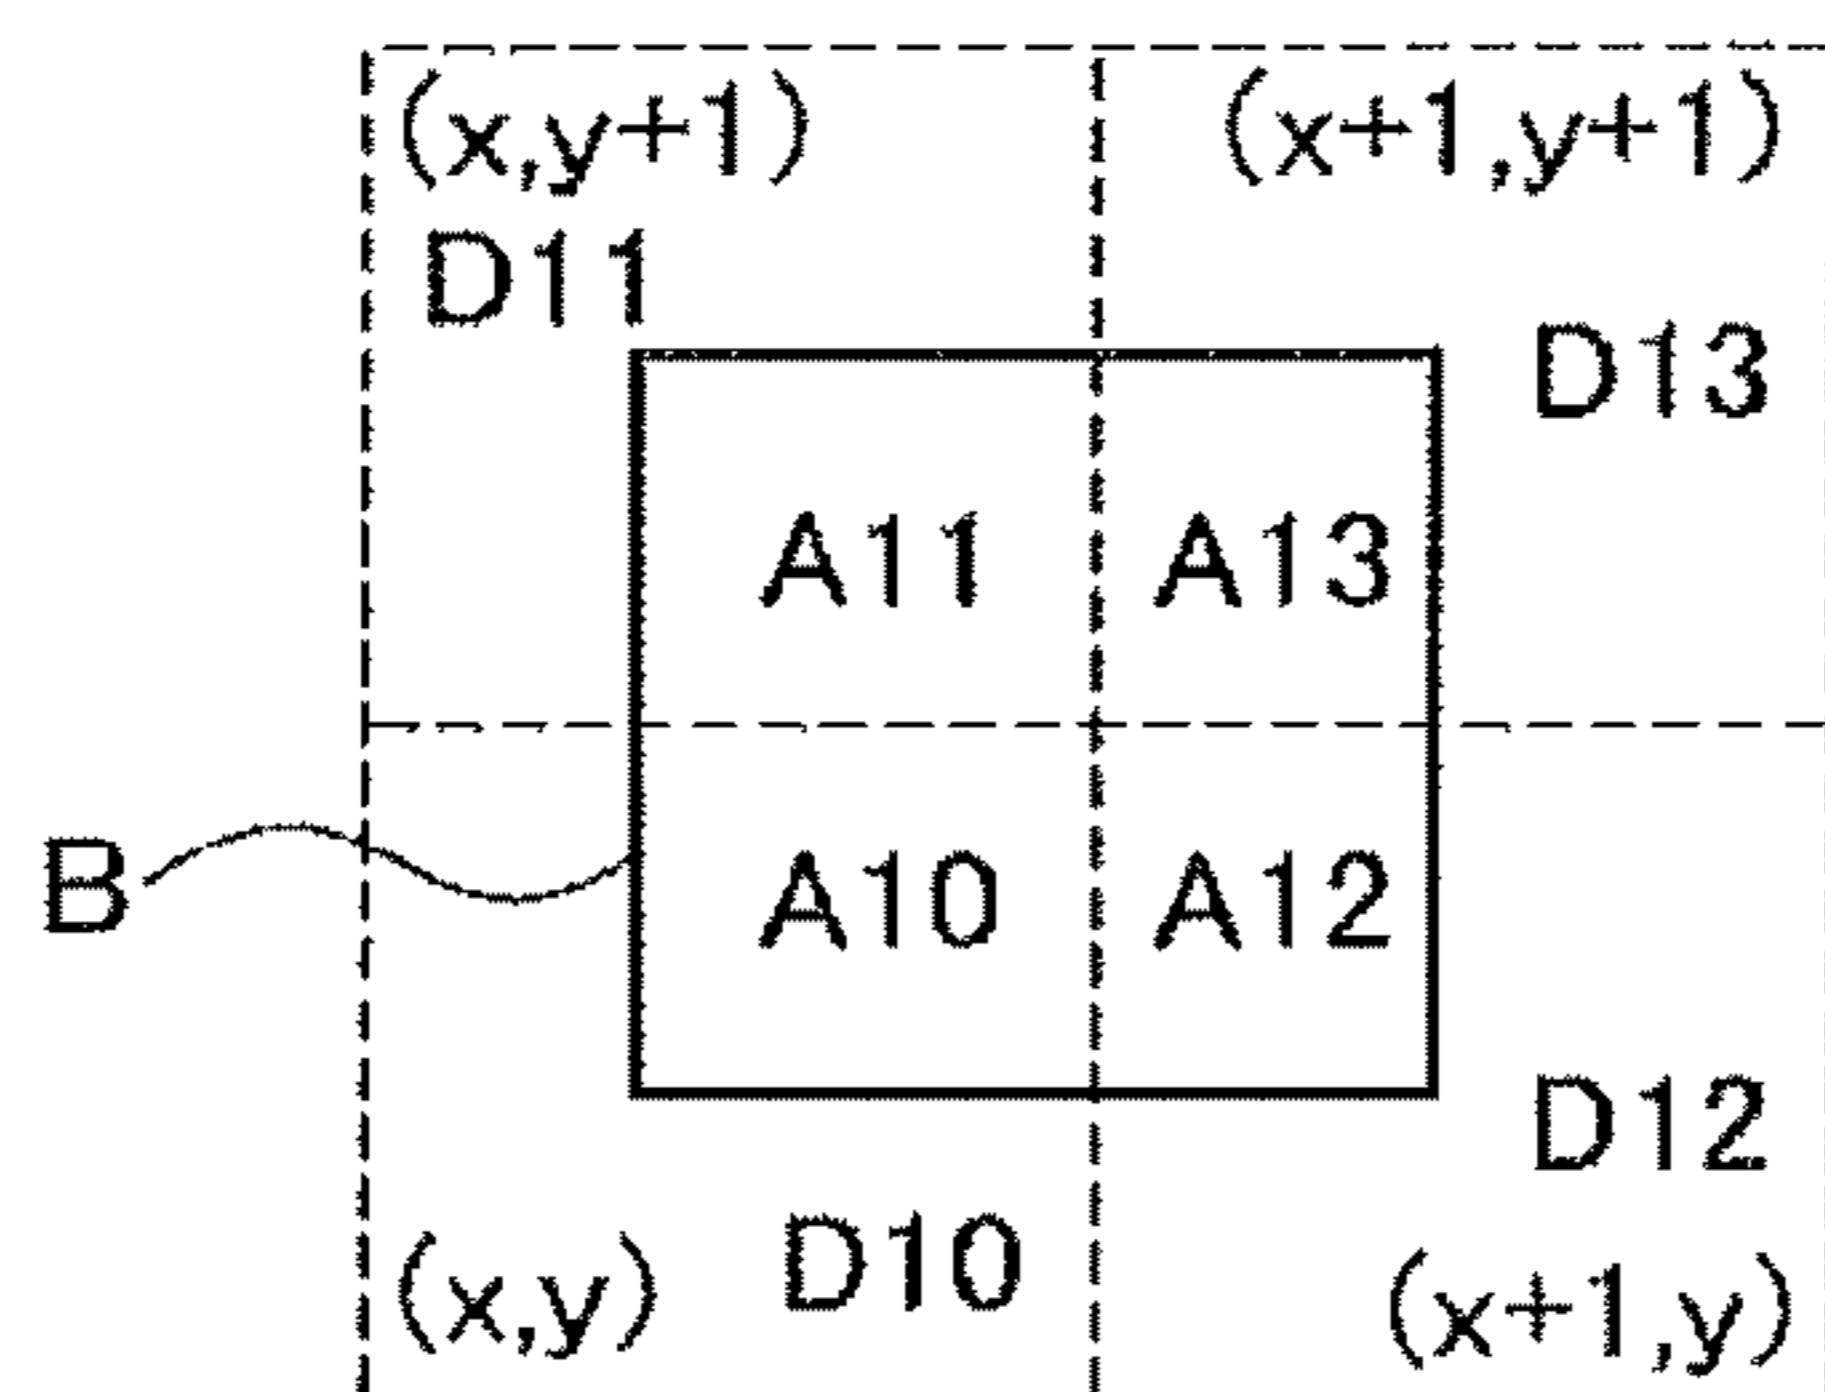 (x,y+1) (x+1,y+1)
D11
D13
A11 A13
B A10 A12
D12
(x,y) D10 (x+1,y)